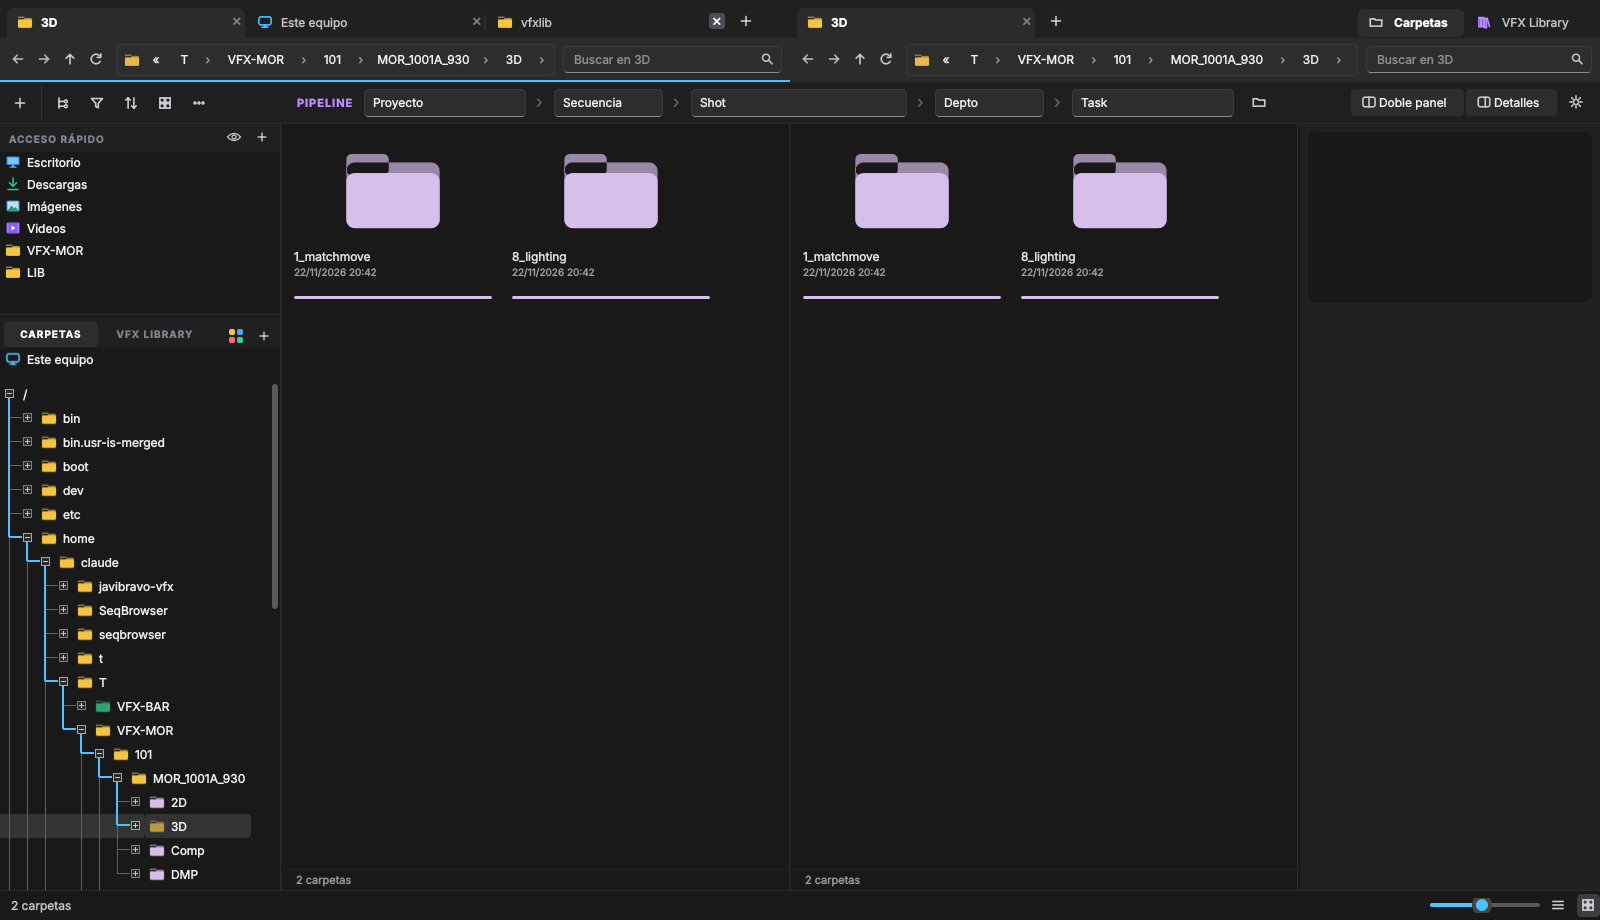 3D
Este equipo
vfxlib
3D
Carpetas
VFX Library
« T › VFX-MOR › 101 › MOR_1001A_930 › 3D ›
Buscar en 3D
« T › VFX-MOR › 101 › MOR_1001A_930 › 3D ›
Buscar en 3D
PIPELINE
Proyecto › Secuencia › Shot › Depto › Task
Doble panel
Detalles
ACCESO RÁPIDO
Escritorio
Descargas
Imágenes
Videos
VFX-MOR
LIB
CARPETAS
VFX LIBRARY
Este equipo
/
bin
bin.usr-is-merged
boot
dev
etc
home
claude
javibravo-vfx
SeqBrowser
seqbrowser
t
T
VFX-BAR
VFX-MOR
101
MOR_1001A_930
2D
3D
Comp
DMP
1_matchmove
22/11/2026 20:42
8_lighting
22/11/2026 20:42
2 carpetas
1_matchmove
22/11/2026 20:42
8_lighting
22/11/2026 20:42
2 carpetas
2 carpetas